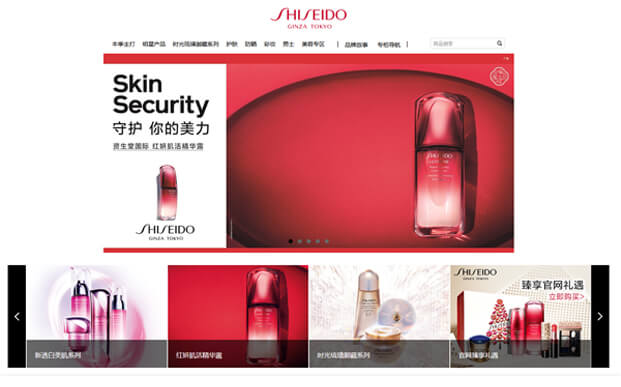 SHISEIDO
GINZA TOKYO
本季主打 明星产品 时光琉璃御藏系列 护肤 防晒 彩妆 男士 美容专区 | 品牌故事 专柜导航 |
商品搜索
Skin
Security
守护 你的美力
资生堂国际 红妍肌活精华露
SHISEIDO
GINZA TOKYO
SHISEIDO
ULTIMUNE
SHISEIDO
GINZA TOKYO
臻享官网礼遇
立即购买>
新透白美肌系列
红妍肌活精华露
时光琉璃御藏系列
官网臻享礼遇